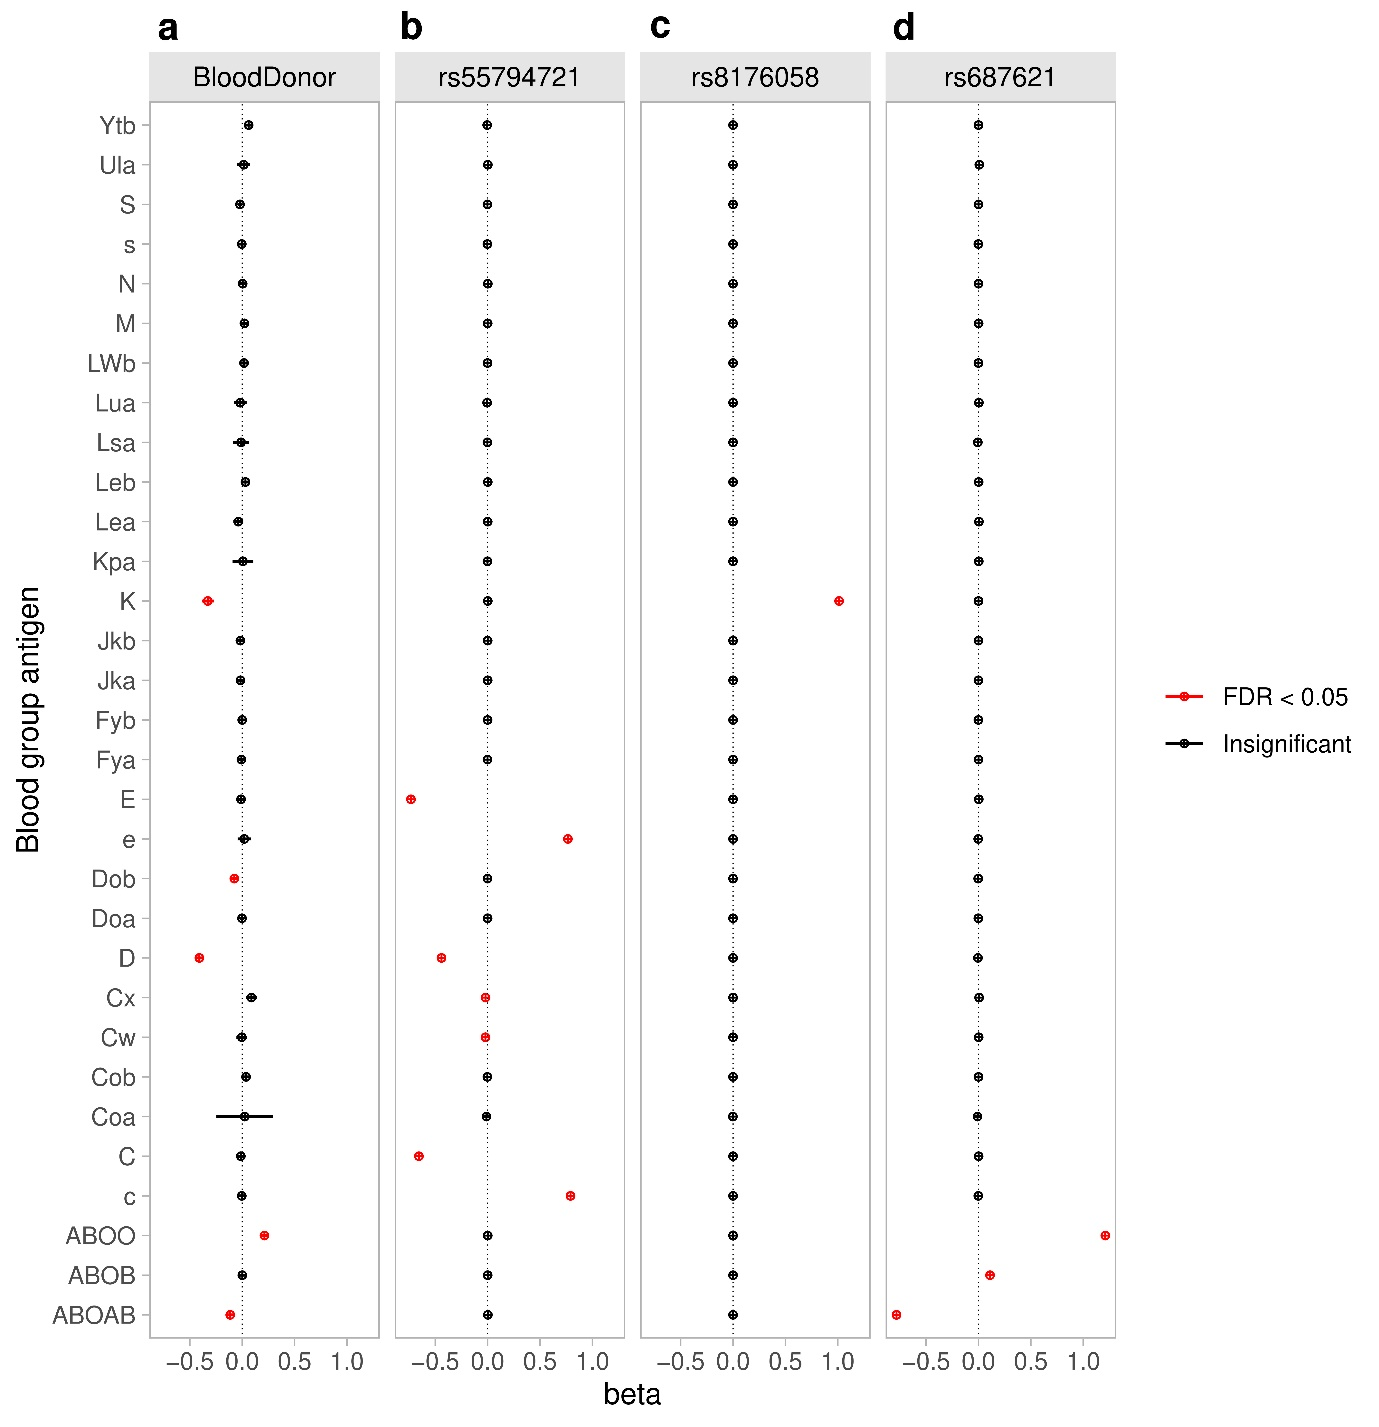 a b c d
BloodDonor rs55794721 rs8176058 rs687621
Ytb
Ula
S
s
N
M
LWb
Lua
Lsa
Leb
Lea
Kpa
K
Jkb
Jka
Fyb
Fya
E
e
Dob
Doa
D
Cx
Cw
Cob
Coa
C
c
ABOO
ABOB
ABOAB
Blood group antigen
FDR < 0.05
Insignificant
−0.5 0.0 0.5 1.0 −0.5 0.0 0.5 1.0 −0.5 0.0 0.5 1.0 −0.5 0.0 0.5 1.0
beta